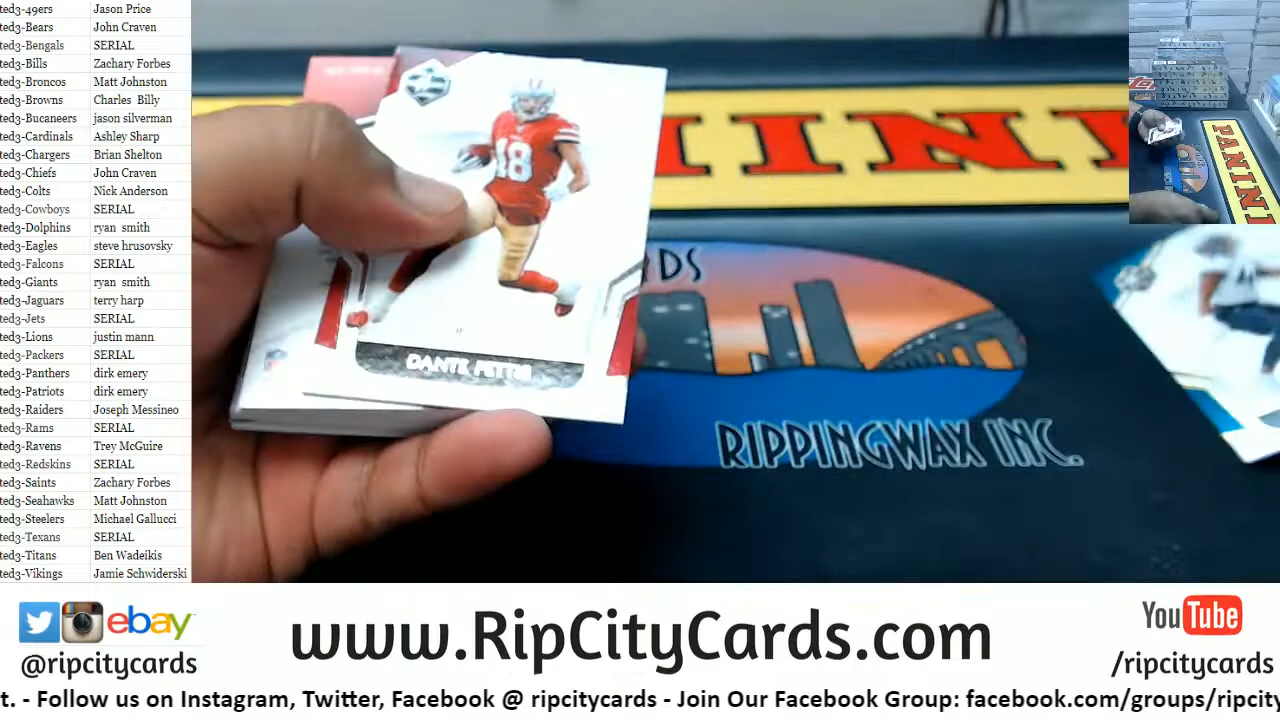 ted3-49ers Jason Price
ted3-Bears John Craven
ted3-Bengals SERIAL
ted3-Bills Zachary Forbes
ted3-Broncos Matt Johnston
ted3-Browns Charles Billy
ted3-Bucaneers jason silverman
ted3-Cardinals Ashley Sharp
ted3-Chargers Brian Shelton
ted3-Chiefs John Craven
ted3-Colts Nick Anderson
ted3-Cowboys SERIAL
ted3-Dolphins ryan smith
ted3-Eagles steve hrusovsky
ted3-Falcons SERIAL
ted3-Giants ryan smith
ted3-Jaguars terry harp
ted3-Jets SERIAL
ted3-Lions justin mann
ted3-Packers SERIAL
ted3-Panthers dirk emery
ted3-Patriots dirk emery
ted3-Raiders Joseph Messineo
ted3-Rams SERIAL
ted3-Ravens Trey McGuire
ted3-Redskins SERIAL
ted3-Saints Zachary Forbes
ted3-Seahawks Matt Johnston
ted3-Steelers Michael Gallucci
ted3-Texans SERIAL
ted3-Titans Ben Wadeikis
ted3-Vikings Jamie Schwiderski
18
DANTE PETTIS
ININI
PANINI
RDS
RIPPINGWAX INC.
ebay
@ripcitycards
www.RipCityCards.com
YouTube
/ripcitycards
t. - Follow us on Instagram, Twitter, Facebook @ ripcitycards - Join Our Facebook Group: facebook.com/groups/ripcity